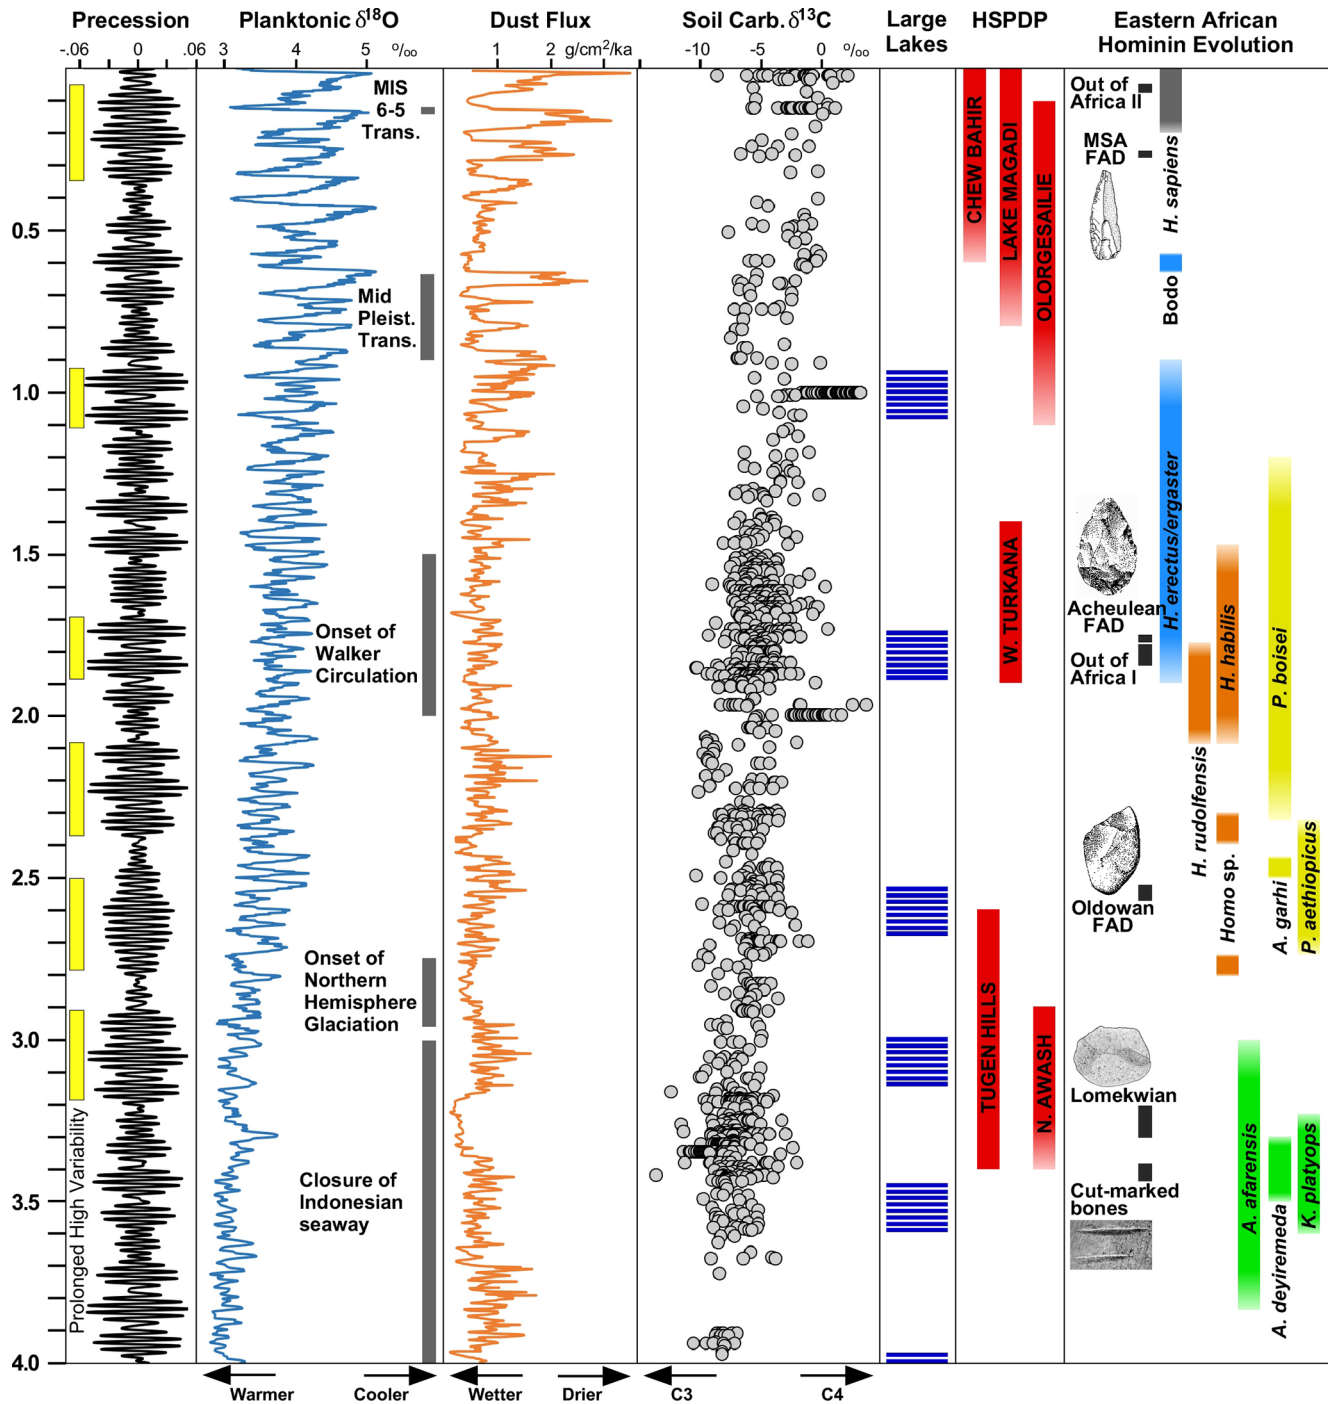 Precession
-.06 0 .06
Planktonic δ18O
3 4 5 o/oo
Dust Flux
1 2 g/cm2/ka
Soil Carb. δ13C
-10 -5 0 o/oo
Large
Lakes
HSPDP
Eastern African
Hominin Evolution
0.5
1.0
1.5
2.0
2.5
3.0
3.5
4.0
Prolonged High Variability
MIS
6-5
Trans.
Mid
Pleist.
Trans.
Onset of
Walker
Circulation
Onset of
Northern
Hemisphere
Glaciation
Closure of
Indonesian
seaway
Warmer
Cooler
Wetter
Drier
C3
C4
CHEW BAHIR
LAKE MAGADI
OLORGESAILIE
W. TURKANA
TUGEN HILLS
N. AWASH
Out of
Africa II
MSA
FAD
Acheulean
FAD
Out of
Africa I
Oldowan
FAD
Lomekwian
Cut-marked
bones
H. sapiens
Bodo
H. erectus/ergaster
H. rudolfensis
H. habilis
Homo sp.
P. boisei
A. garhi
P. aethiopicus
A. afarensis
A. deyiremeda
K. platyops